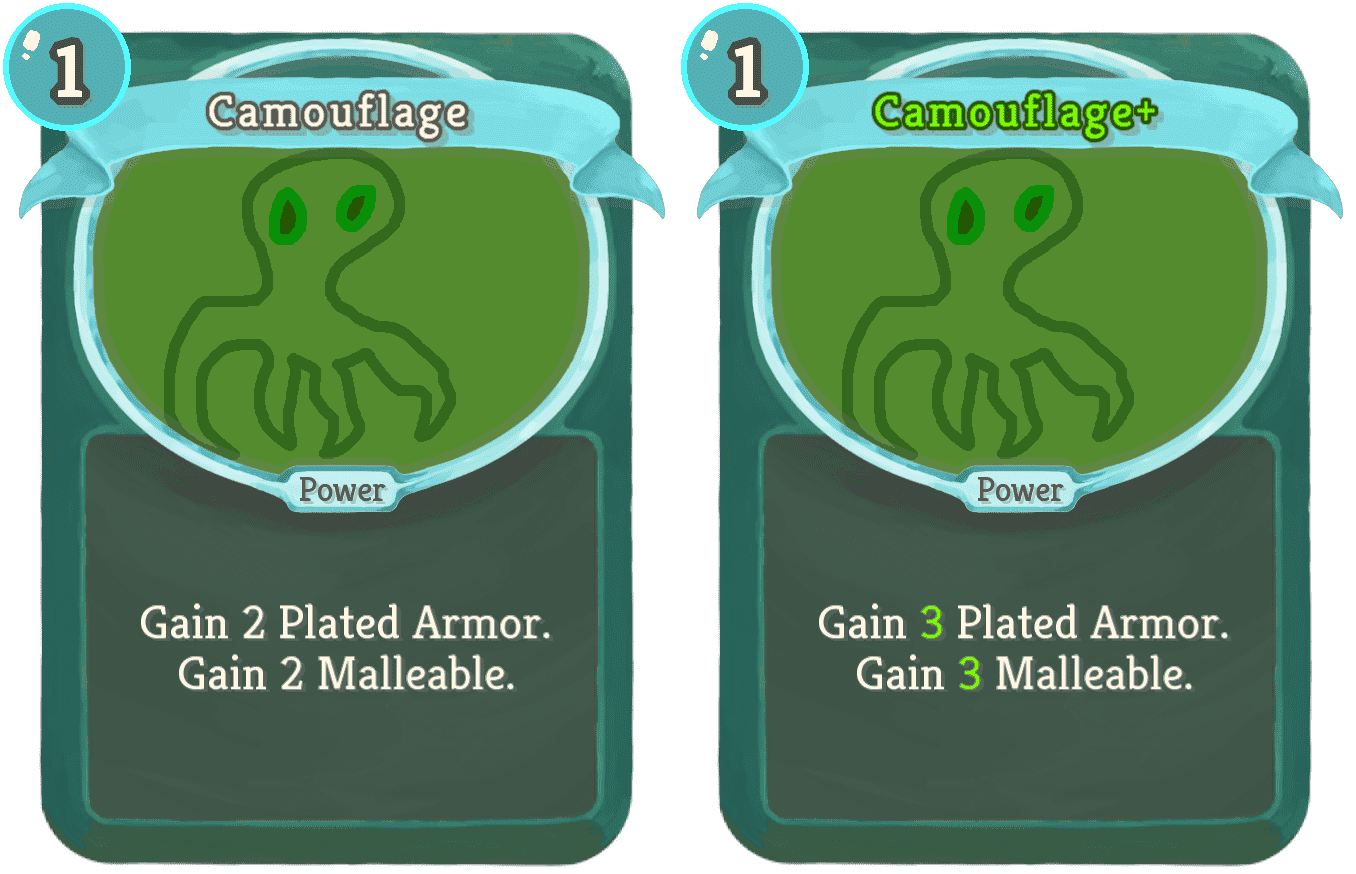 1
Camouflage
Power
Gain 2 Plated Armor.
Gain 2 Malleable.
1
Camouflage+
Power
Gain 3 Plated Armor.
Gain 3 Malleable.